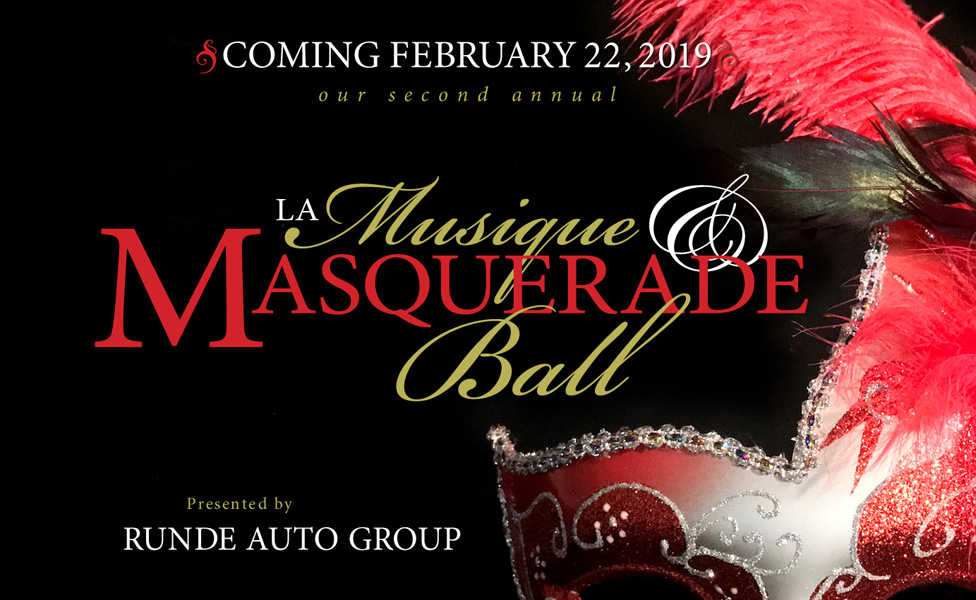 COMING FEBRUARY 22, 2019
our second annual
LA Musique &
MASQUERADE
Ball
Presented by
RUNDE AUTO GROUP